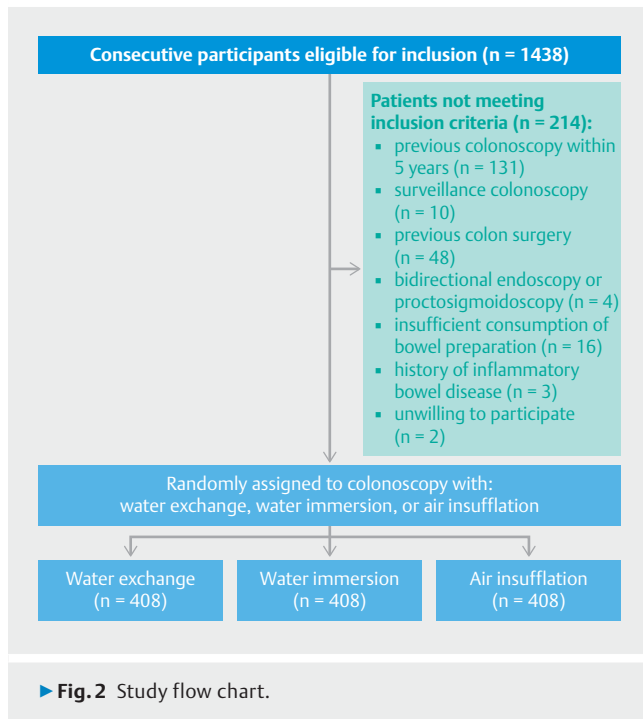 Consecutive participants eligible for inclusion (n = 1438)
Patients not meeting
inclusion criteria (n = 214):
▪ previous colonoscopy within
5 years (n = 131)
▪ surveillance colonoscopy
(n = 10)
▪ previous colon surgery
(n = 48)
▪ bidirectional endoscopy or
proctosigmoidoscopy (n = 4)
▪ insufficient consumption of
bowel preparation (n = 16)
▪ history of inflammatory
bowel disease (n = 3)
▪ unwilling to participate
(n = 2)
Randomly assigned to colonoscopy with:
water exchange, water immersion, or air insufflation
Water exchange
(n = 408)
Water immersion
(n = 408)
Air insufflation
(n = 408)
▶ Fig. 2 Study flow chart.